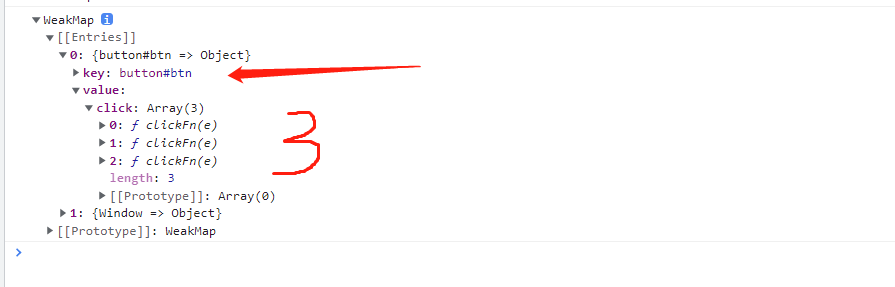 WeakMap i
[[Entries]]
0: {button#btn => Object}
key: button#btn
value:
click: Array(3)
0: ƒ clickFn(e)
1: ƒ clickFn(e)
2: ƒ clickFn(e)
3
length: 3
[[Prototype]]: Array(0)
1: {Window => Object}
[[Prototype]]: WeakMap
>